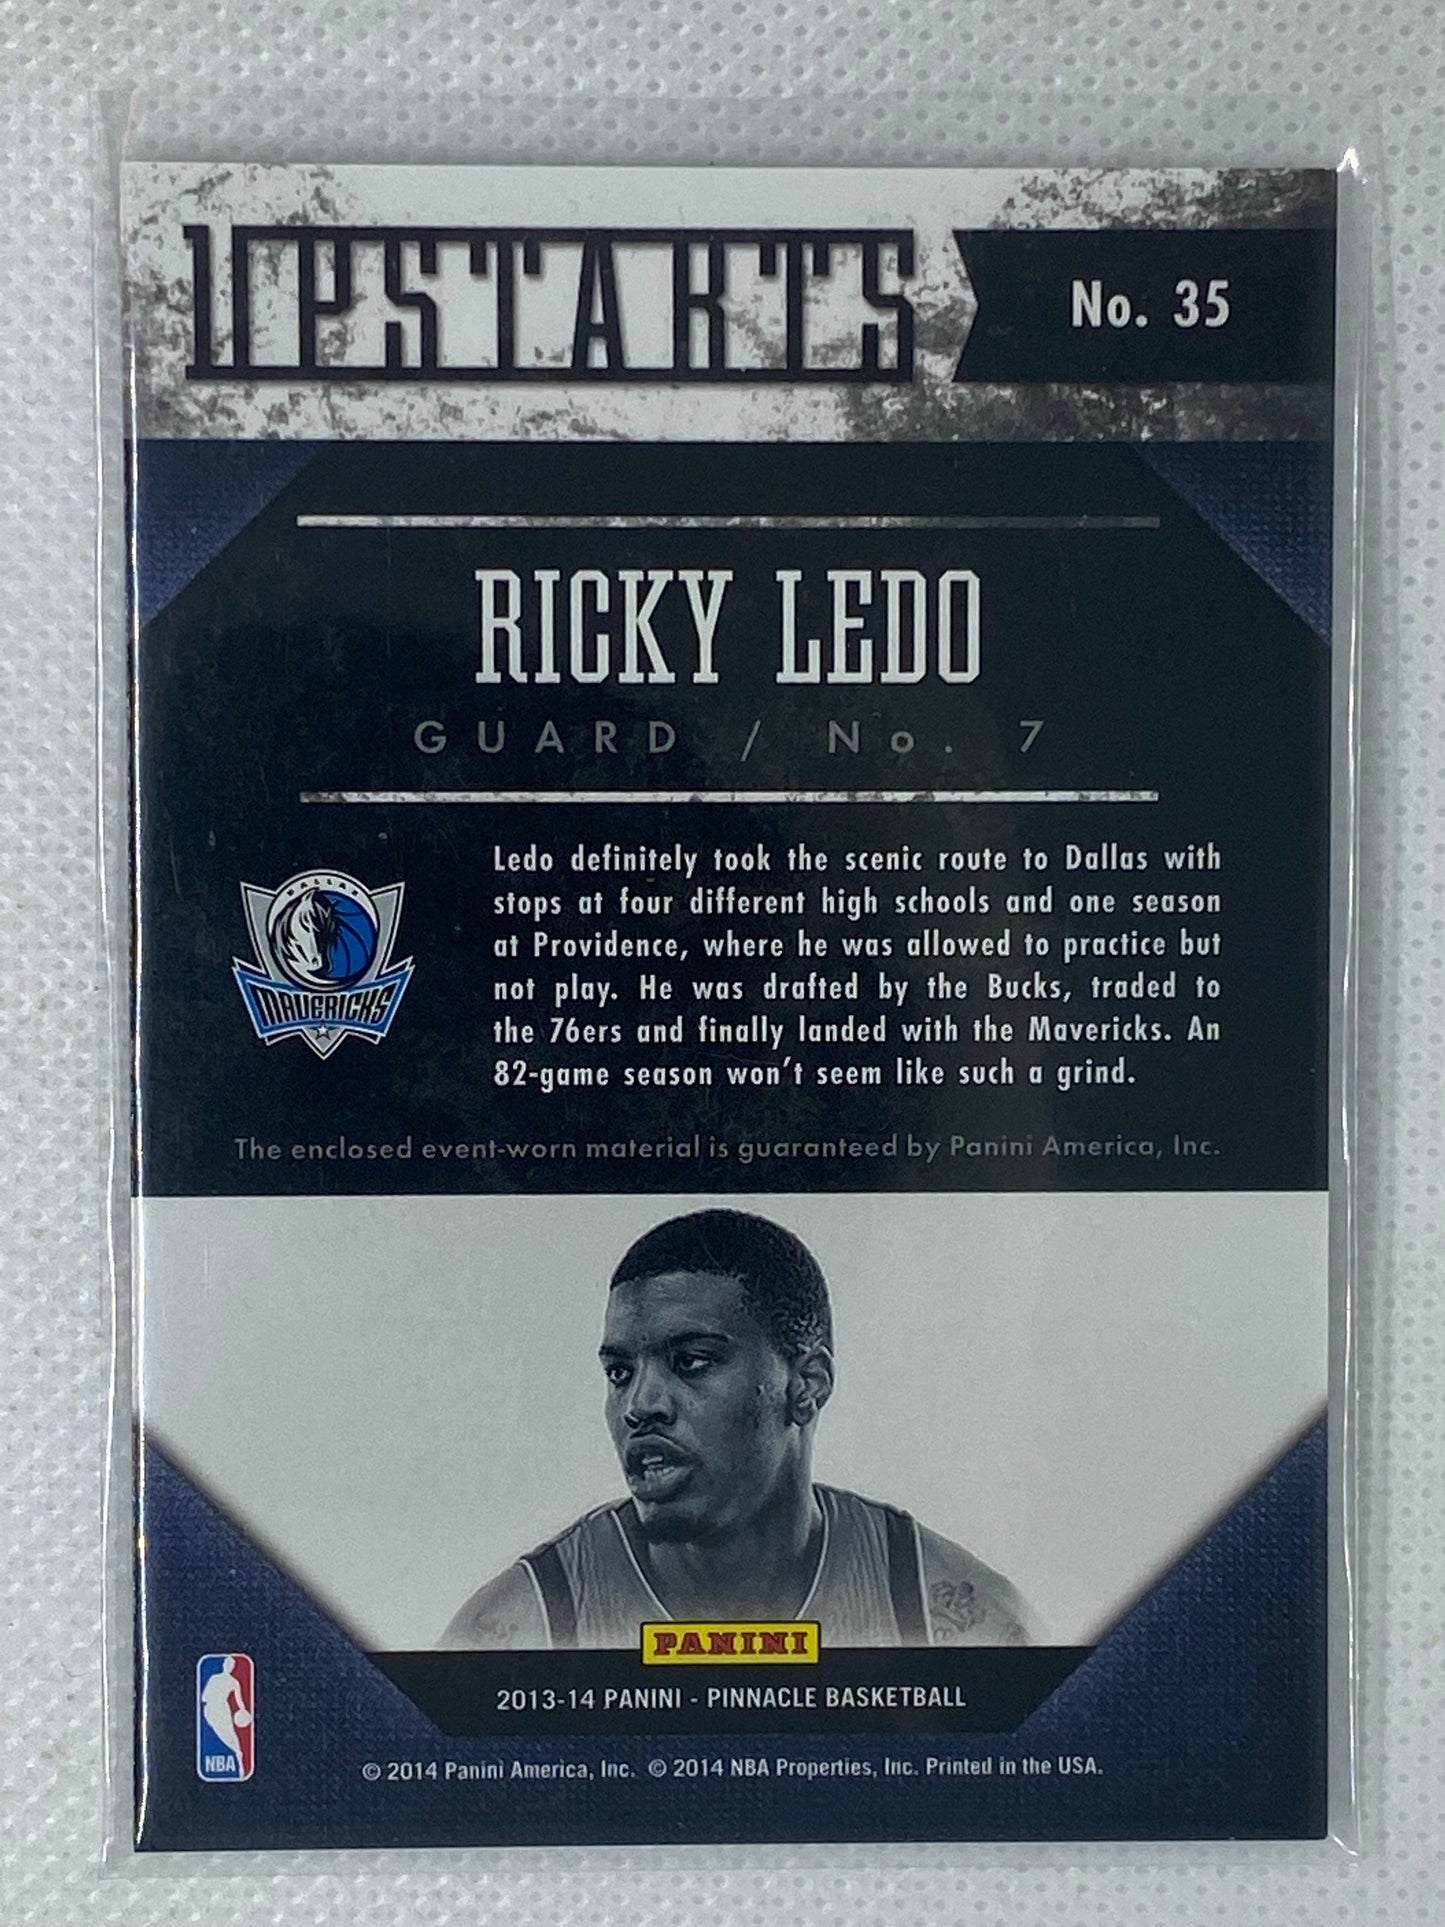 UPSTARTS
No. 35
RICKY LEDO
GUARD / No. 7
DALLAS
MAVERICKS
Ledo definitely took the scenic route to Dallas with
stops at four different high schools and one season
at Providence, where he was allowed to practice but
not play. He was drafted by the Bucks, traded to
the 76ers and finally landed with the Mavericks. An
82-game season won't seem like such a grind.
The enclosed event-worn material is guaranteed by Panini America, Inc.
PANINI
2013-14 PANINI - PINNACLE BASKETBALL
NBA
© 2014 Panini America, Inc. © 2014 NBA Properties, Inc. Printed in the USA.